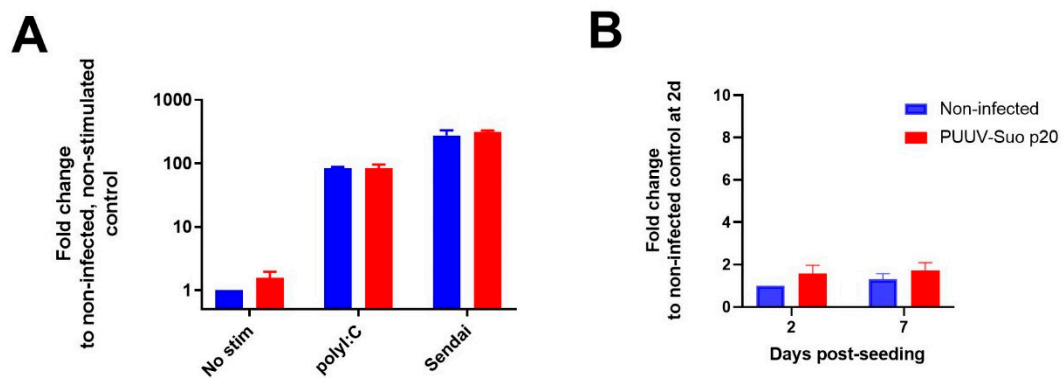 A
Fold change
to non-infected, non-stimulated
control
1000
100
10
1
No stim
polyI:C
Sendai
B
Fold change
to non-infected control at 2d
10
8
6
4
2
0
2
7
Days post-seeding
Non-infected
PUUV-Suo p20